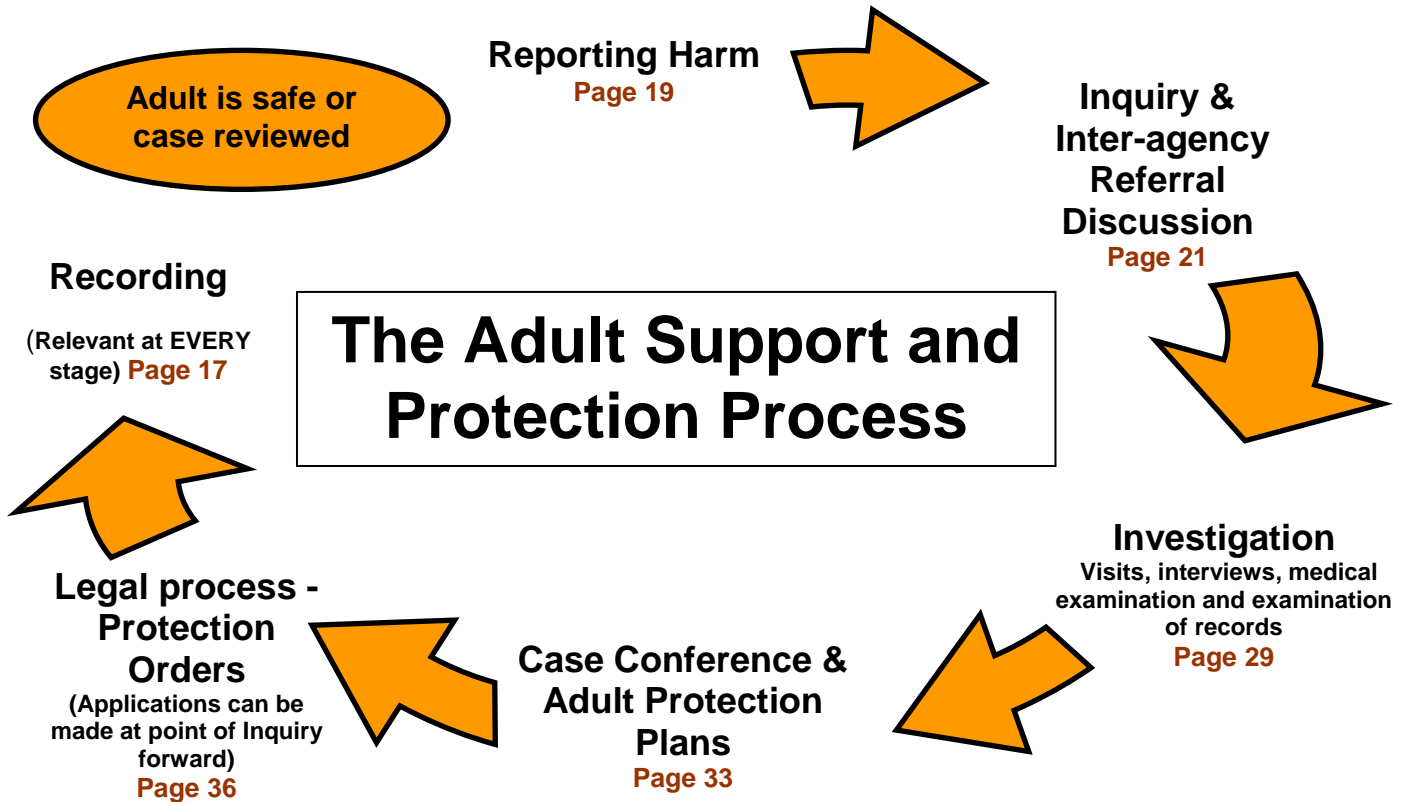 Reporting Harm
Page 19
Adult is safe or
case reviewed
Inquiry &
Inter-agency
Referral
Discussion
Page 21
Recording
(Relevant at EVERY
stage) Page 17
The Adult Support and
Protection Process
Investigation
Visits, interviews, medical
examination and examination
of records
Page 29
Legal process -
Protection
Orders
(Applications can be
made at point of Inquiry
forward)
Page 36
Case Conference &
Adult Protection
Plans
Page 33